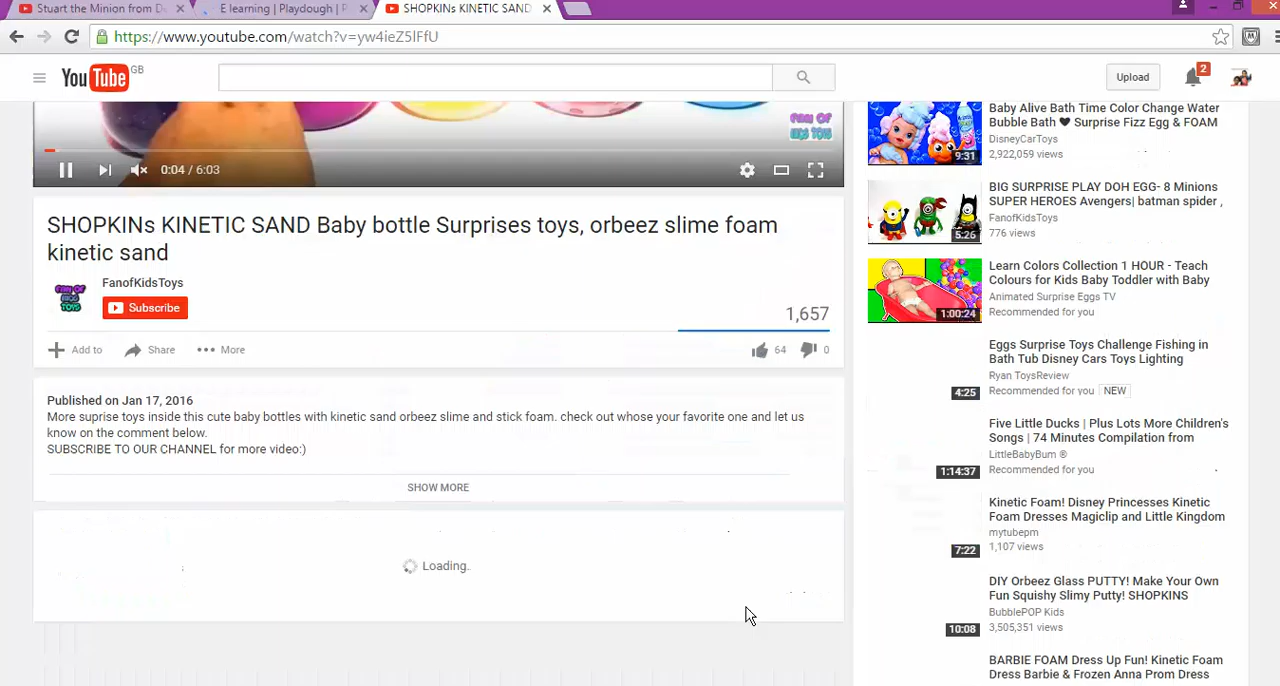 Stuart the Minion from D
E learning | Playdough | P
SHOPKINs KINETIC SAND
https://www.youtube.com/watch?v=yw4ieZ5lFfU
YouTube GB
Upload
2
FAN OF
KIDS TOYS
0:04 / 6:03
SHOPKINs KINETIC SAND Baby bottle Surprises toys, orbeez slime foam
kinetic sand
FAN OF
KIDS
TOYS
FanofKidsToys
Subscribe
1,657
Add to
Share
More
64
0
Published on Jan 17, 2016
More suprise toys inside this cute baby bottles with kinetic sand orbeez slime and stick foam. check out whose your favorite one and let us
know on the comment below.
SUBSCRIBE TO OUR CHANNEL for more video:)
SHOW MORE
Loading.
Baby Alive Bath Time Color Change Water
Bubble Bath ❤ Surprise Fizz Egg & FOAM
DisneyCarToys
2,922,059 views
9:31
BIG SURPRISE PLAY DOH EGG- 8 Minions
SUPER HEROES Avengers| batman spider ,
FanofKidsToys
776 views
5:26
Learn Colors Collection 1 HOUR - Teach
Colours for Kids Baby Toddler with Baby
Animated Surprise Eggs TV
Recommended for you
1:00:24
Eggs Surprise Toys Challenge Fishing in
Bath Tub Disney Cars Toys Lighting
Ryan ToysReview
Recommended for you NEW
4:25
Five Little Ducks | Plus Lots More Children's
Songs | 74 Minutes Compilation from
LittleBabyBum ®
Recommended for you
1:14:37
Kinetic Foam! Disney Princesses Kinetic
Foam Dresses Magiclip and Little Kingdom
mytubepm
1,107 views
7:22
DIY Orbeez Glass PUTTY! Make Your Own
Fun Squishy Slimy Putty! SHOPKINS
BubblePOP Kids
3,505,351 views
10:08
BARBIE FOAM Dress Up Fun! Kinetic Foam
Dress Barbie & Frozen Anna Prom Dress